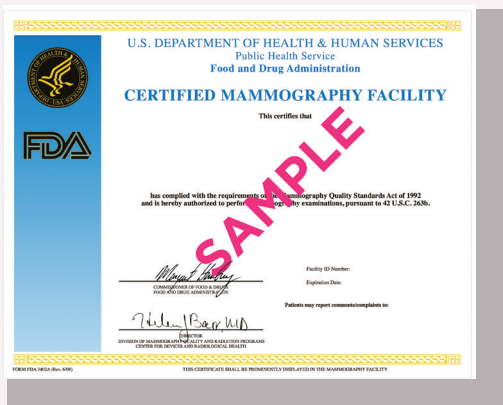 U.S. DEPARTMENT OF HEALTH & HUMAN SERVICES
Public Health Service
Food and Drug Administration
CERTIFIED MAMMOGRAPHY FACILITY
This certifies that
FDA
SAMPLE
has complied with the requirements of the Mammography Quality Standards Act of 1992
and is hereby authorized to perform mammography examinations, pursuant to 42 U.S.C. 263b.
COMMISSIONER OF FOOD & DRUGS
FOOD AND DRUG ADMINISTRATION
Facility ID Number:
Expiration Date:
Patients may report comments/complaints to:
DIRECTOR
DIVISION OF MAMMOGRAPHY QUALITY AND RADIATION PROGRAMS
CENTER FOR DEVICES AND RADIOLOGICAL HEALTH
FORM FDA 3422A (Rev. 6/00)
THIS CERTIFICATE SHALL BE PROMINENTLY DISPLAYED IN THE MAMMOGRAPHY FACILITY